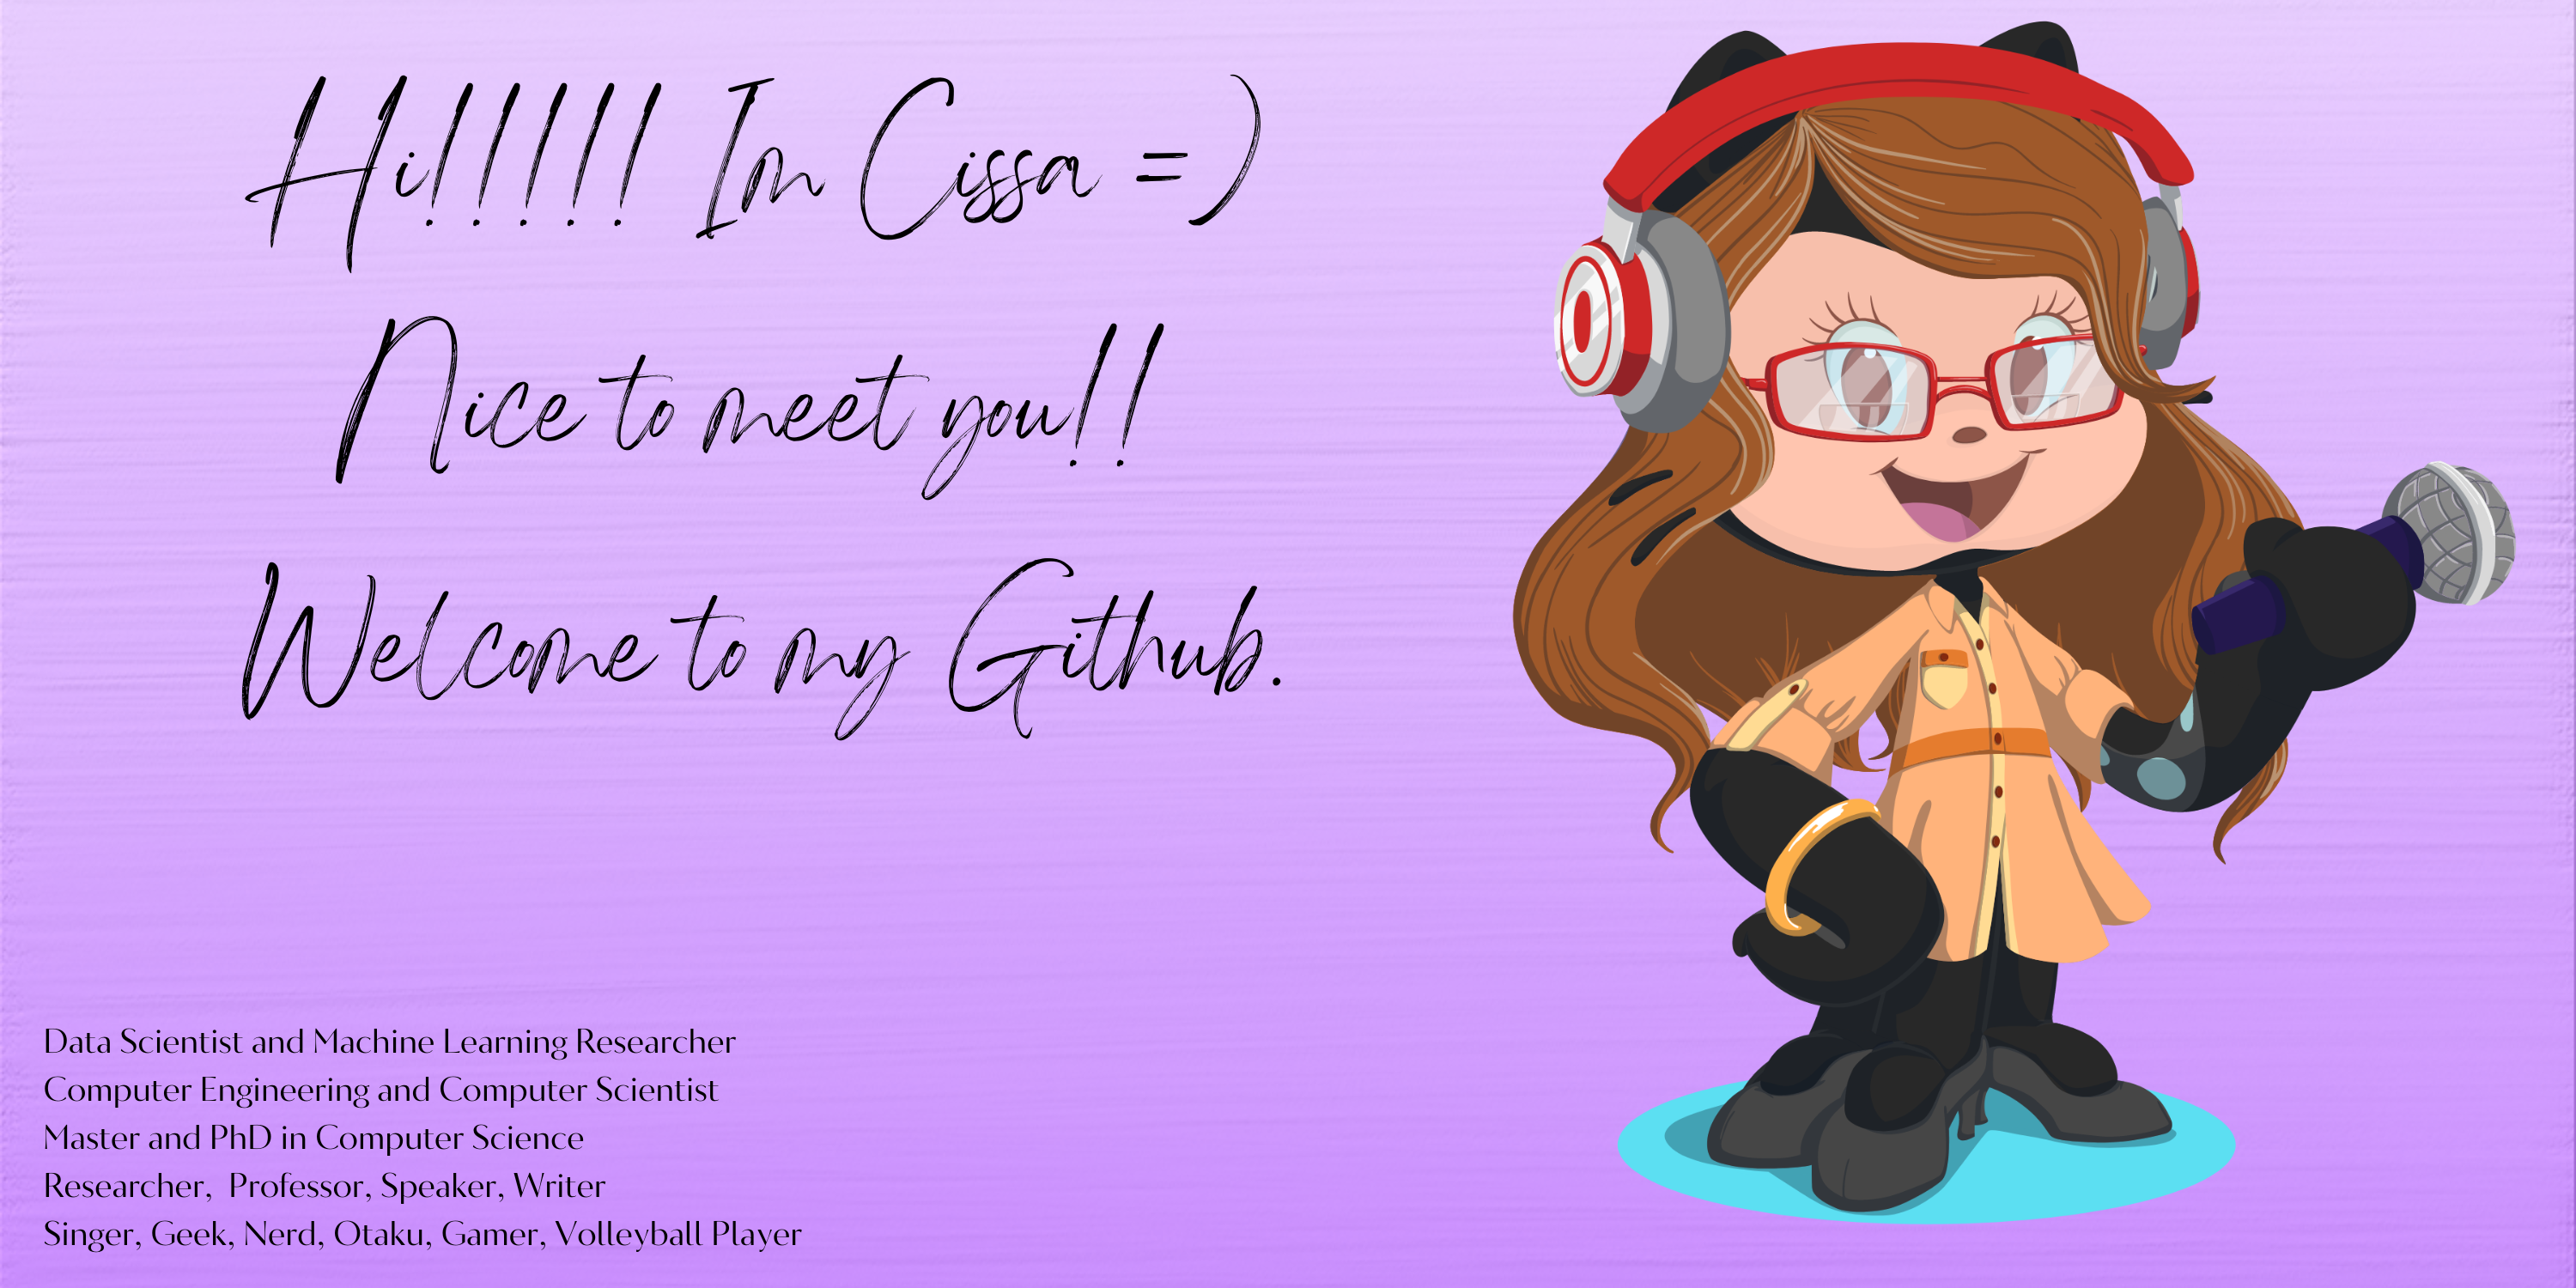 Hi!!!!! Im Cissa =)
Nice to meet you!!
Welcome to my Github.
Data Scientist and Machine Learning Researcher
Computer Engineering and Computer Scientist
Master and PhD in Computer Science
Researcher,  Professor, Speaker, Writer
Singer, Geek, Nerd, Otaku, Gamer, Volleyball Player